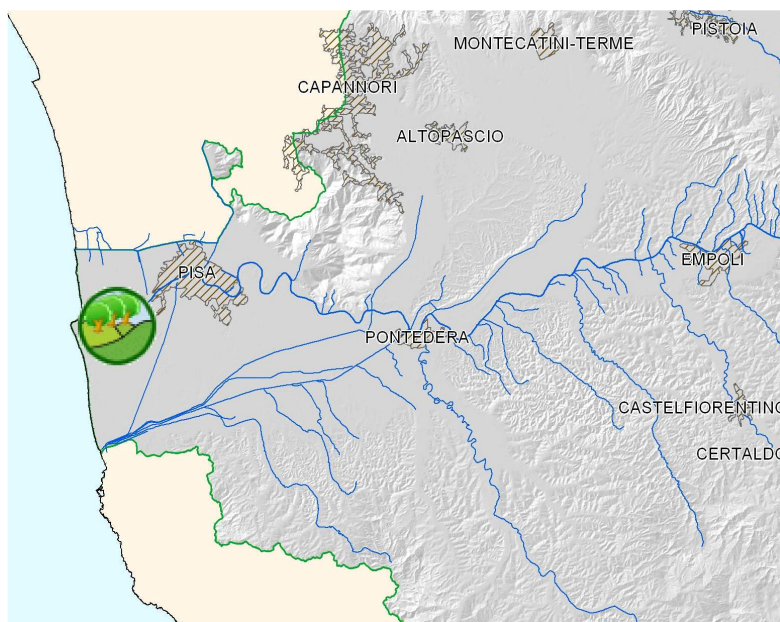 PISTOIA
MONTECATINI-TERME
CAPANNORI
ALTOPASCIO
EMPOLI
PISA
PONTEDERA
CASTELFIORENTINO
CERTALDO